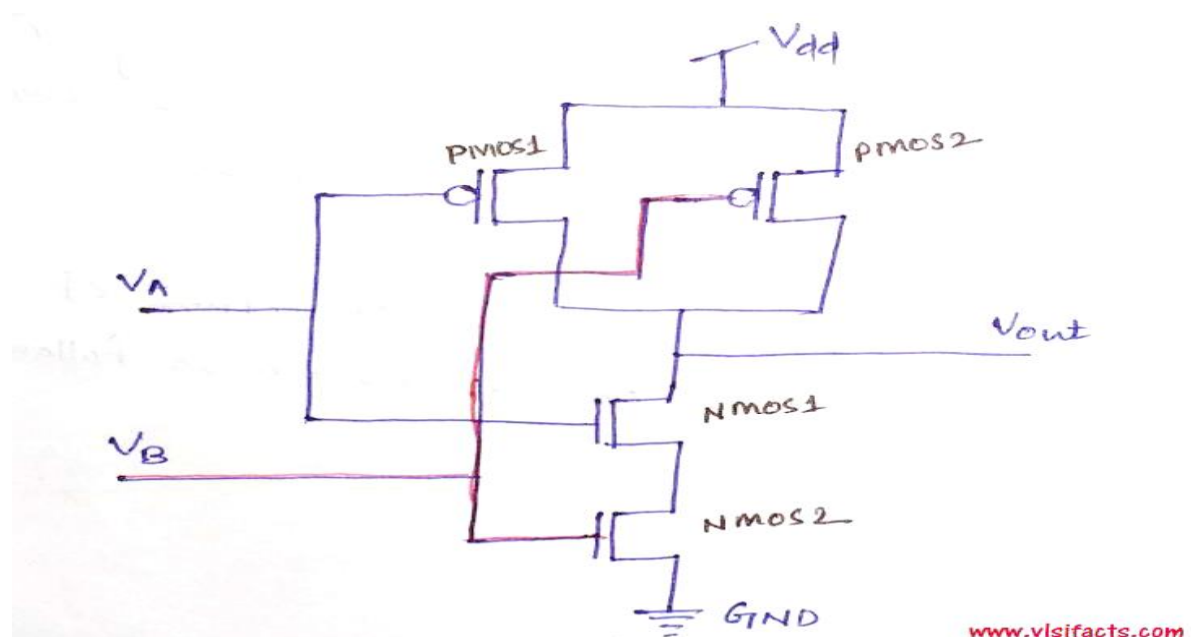 Vdd
PMOS1
PMOS2
VA
Vout
NMOS1
VB
NMOS2
GND
www.vlsifacts.com